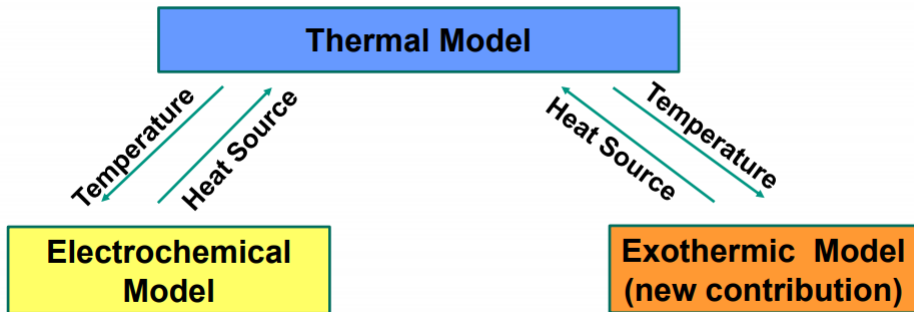 Thermal Model
Temperature
Heat Source
Heat Source
Temperature
Electrochemical
Model
Exothermic Model
(new contribution)